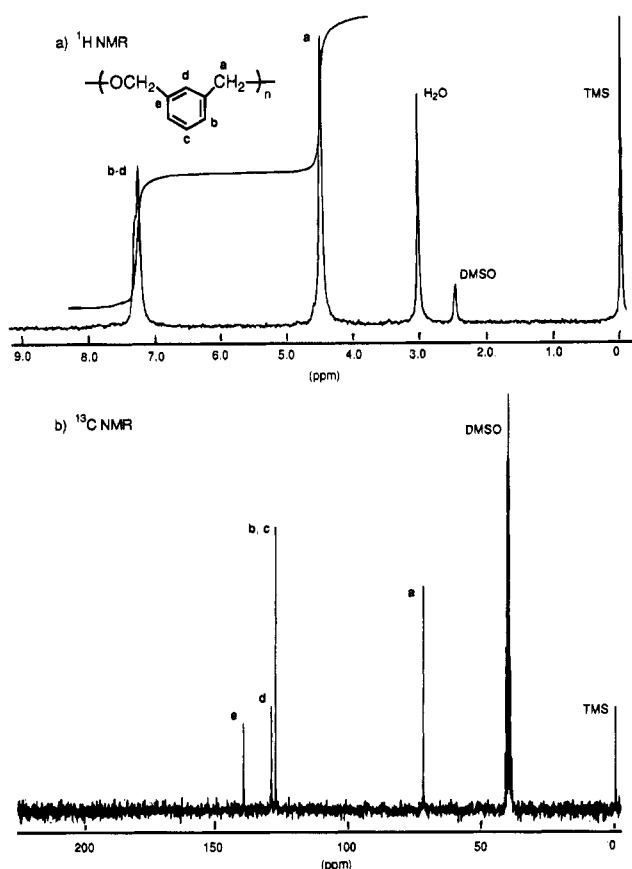 a) ¹H NMR
a
a
d
( OCH₂ CH₂ )ₙ
e
b
c
b-d
H₂O
TMS
DMSO
9.0 8.0 7.0 6.0 5.0 4.0 3.0 2.0 1.0 0
(ppm)
b) ¹³C NMR
DMSO
b, c
a
d
e
TMS
200 150 100 50 0
(ppm)